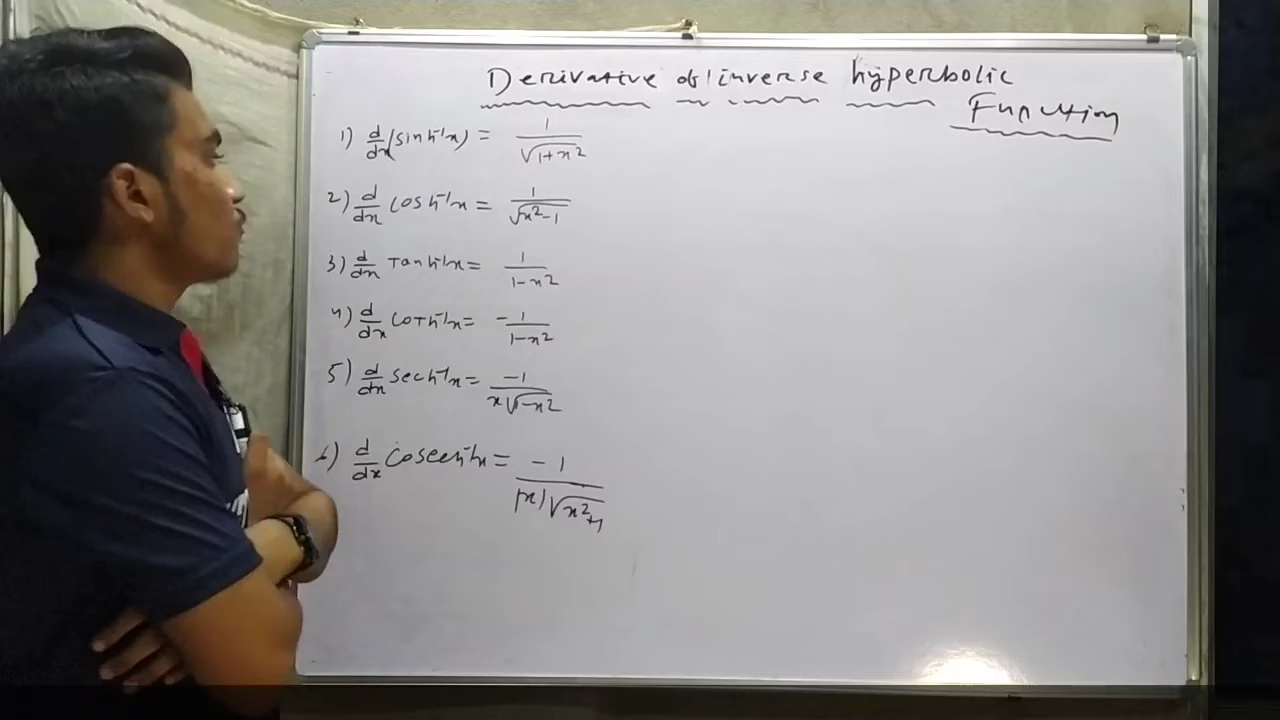 Derivative of inverse hyperbolic
Function
1) d/dx (sinh⁻¹x) = 1/√(1+x²)
2) d/dx cosh⁻¹x = 1/√(x²-1)
3) d/dx Tanh⁻¹x = 1/(1-x²)
4) d/dx coth⁻¹x = -1/(1-x²)
5) d/dx sech⁻¹x = -1/(x√(1-x²))
6) d/dx cosech⁻¹x = -1/(|x|√(x²+1))